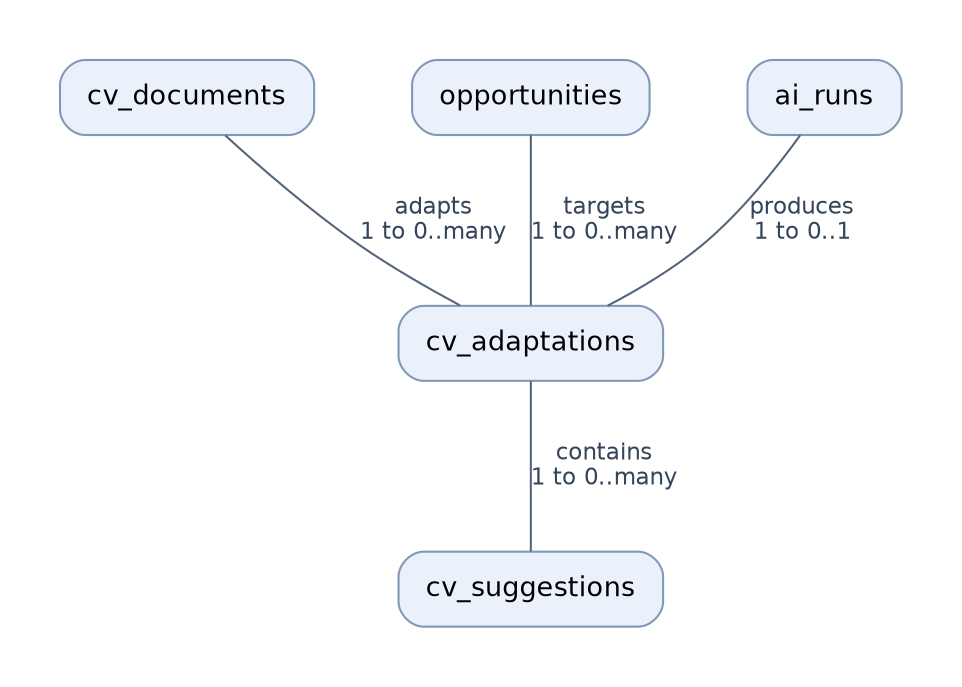 cv_documents
opportunities
ai_runs
adapts
1 to 0..many
targets
1 to 0..many
produces
1 to 0..1
cv_adaptations
contains
1 to 0..many
cv_suggestions